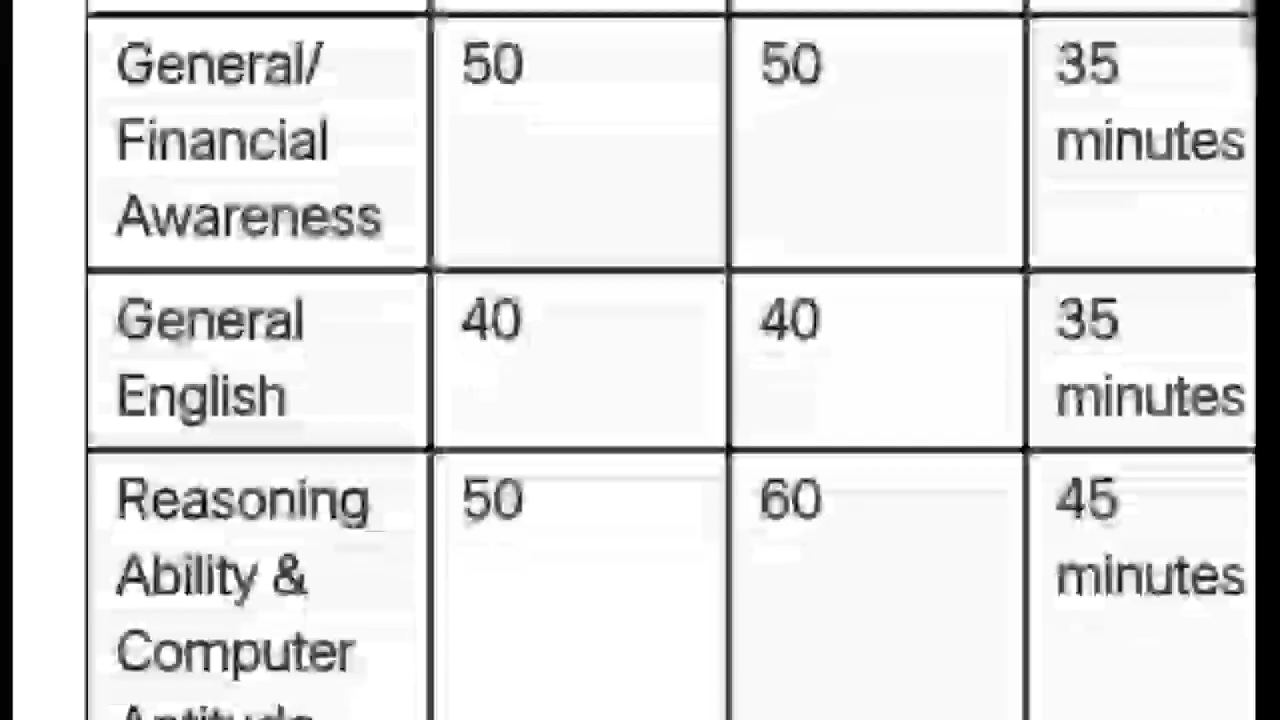 General/ 50 50 35
Financial minutes
Awareness
General 40 40 35
English minutes
Reasoning 50 60 45
Ability & minutes
Computer
Aptitude